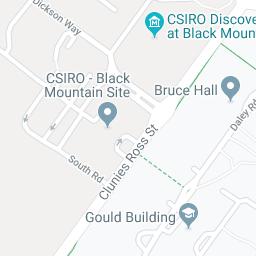 Dickson Way
CSIRO Discove
at Black Mount
CSIRO - Black
Mountain Site
Bruce Hall
Daley Rd
Clunies Ross St
South Rd
Gould Building